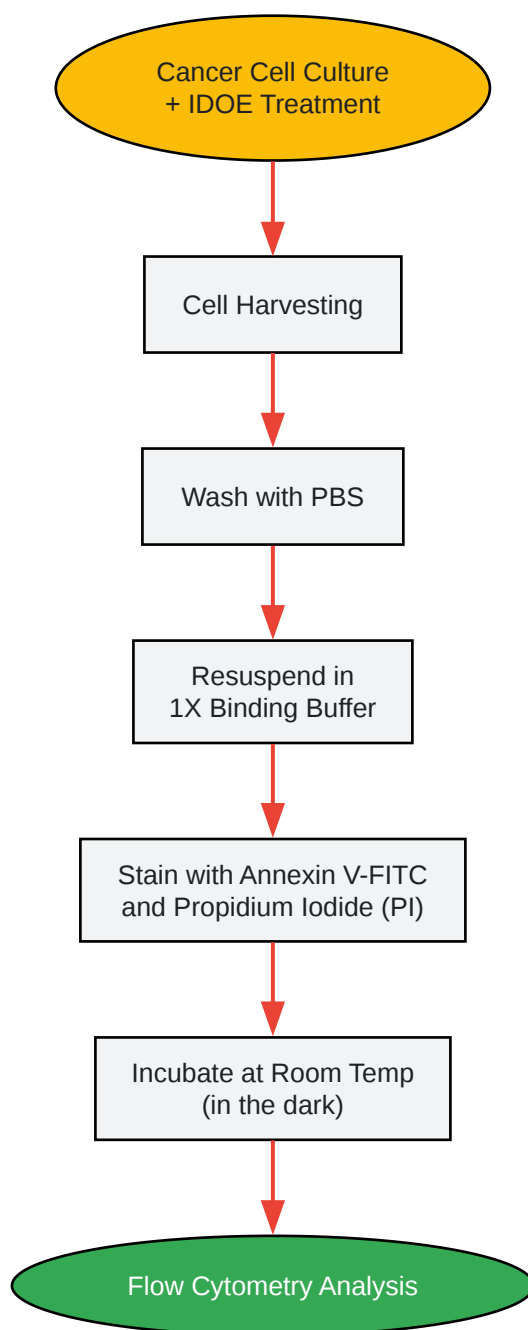 Cancer Cell Culture
+ IDOE Treatment
Cell Harvesting
Wash with PBS
Resuspend in
1X Binding Buffer
Stain with Annexin V-FITC
and Propidium Iodide (PI)
Incubate at Room Temp
(in the dark)
Flow Cytometry Analysis